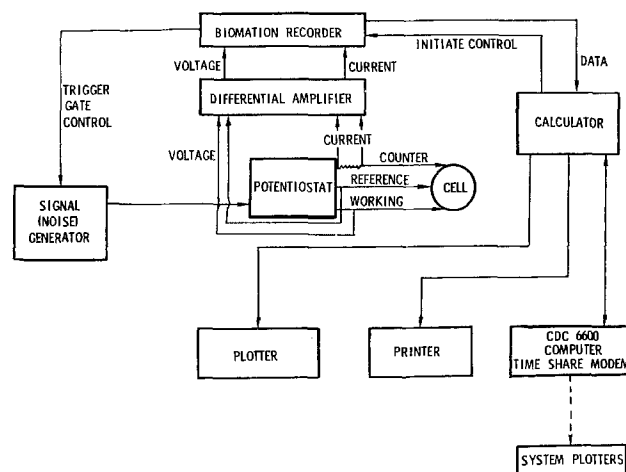 BIOMATION RECORDER
INITIATE CONTROL
VOLTAGE
CURRENT
DATA
TRIGGER
GATE
CONTROL
DIFFERENTIAL AMPLIFIER
CALCULATOR
VOLTAGE
CURRENT
COUNTER
POTENTIOSTAT
REFERENCE
CELL
WORKING
SIGNAL
(NOISE)
GENERATOR
PLOTTER
PRINTER
CDC 6600
COMPUTER
TIME SHARE MODEM
SYSTEM PLOTTERS